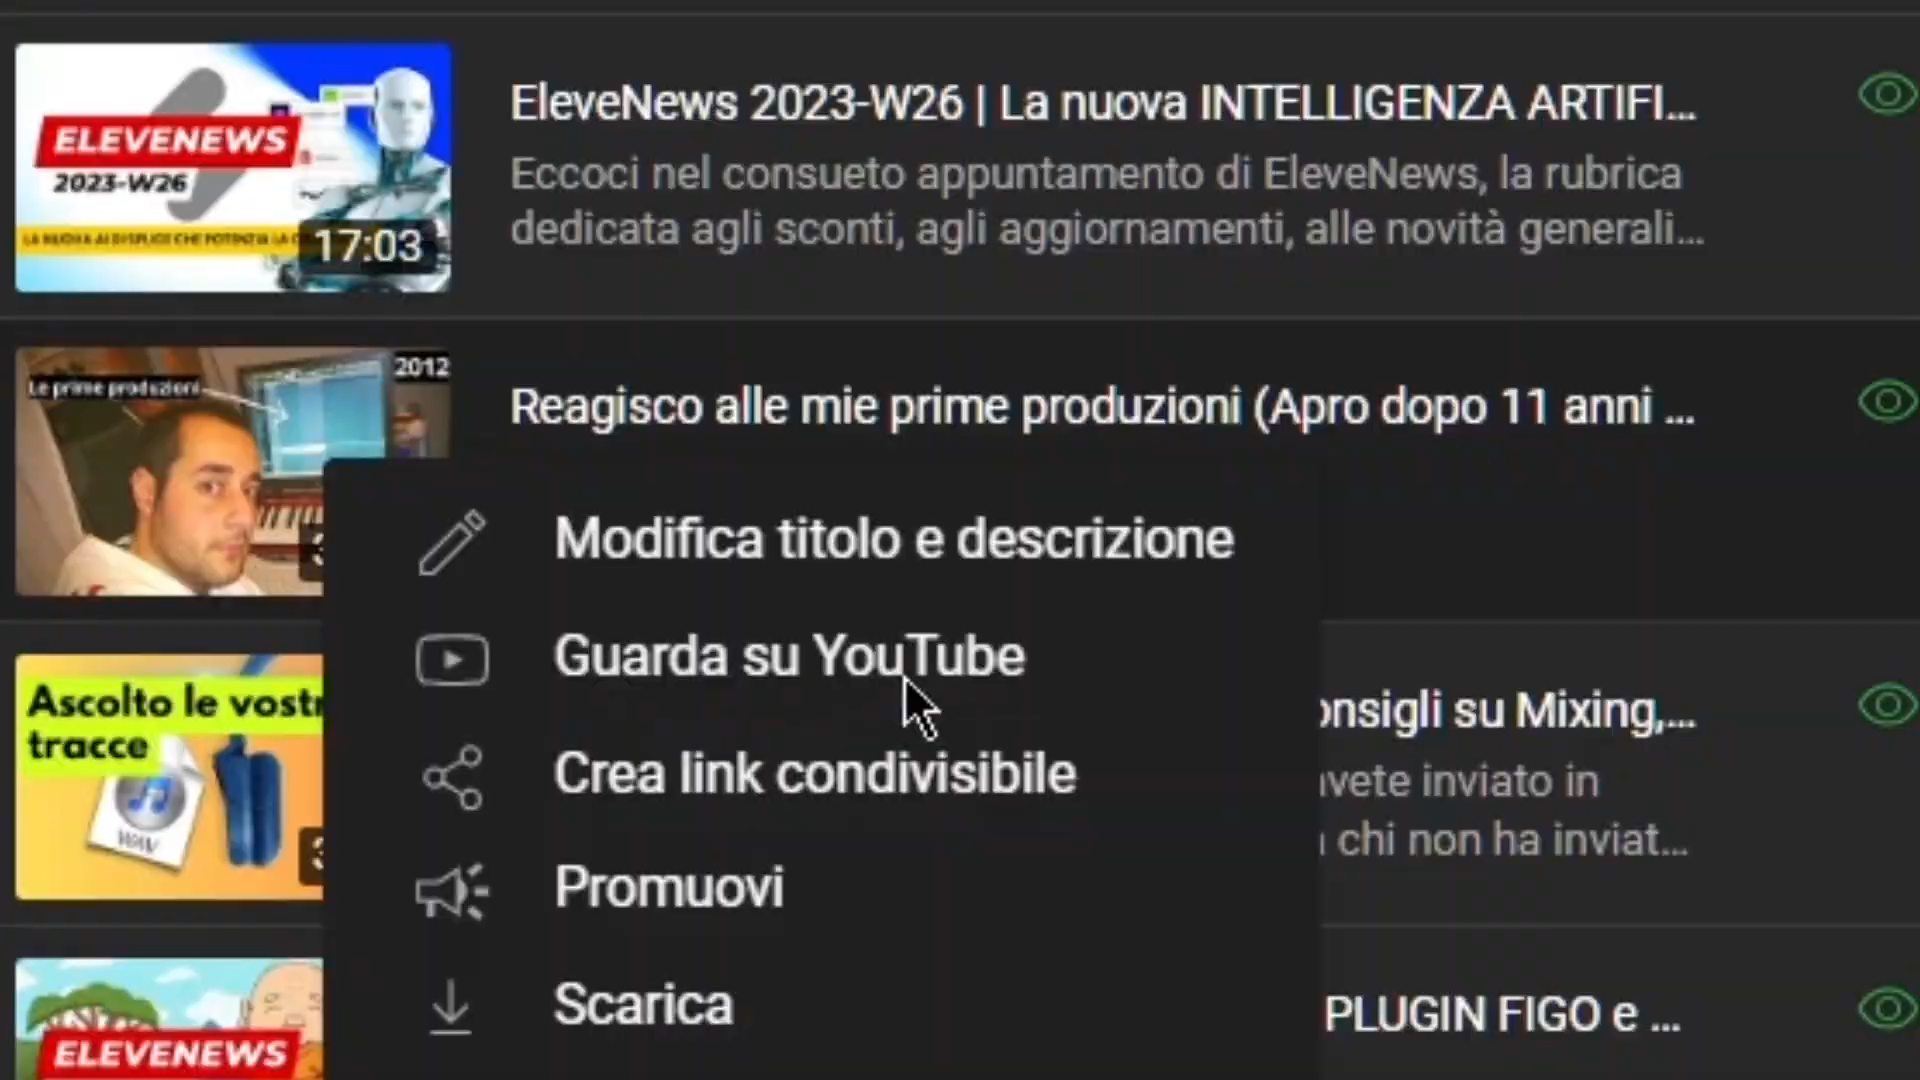 ELEVENEWS
2023-W26
17:03
EleveNews 2023-W26 | La nuova INTELLIGENZA ARTIFI...
Eccoci nel consueto appuntamento di EleveNews, la rubrica
dedicata agli sconti, agli aggiornamenti, alle novità generali...
2012
Le prime produzioni
Reagisco alle mie prime produzioni (Apro dopo 11 anni ...
Modifica titolo e descrizione
Guarda su YouTube
Crea link condivisibile
Promuovi
Scarica
Ascolto le vostr
tracce
WAV
onsigli su Mixing,...
avete inviato in
chi non ha inviat...
ELEVENEWS
PLUGIN FIGO e ...